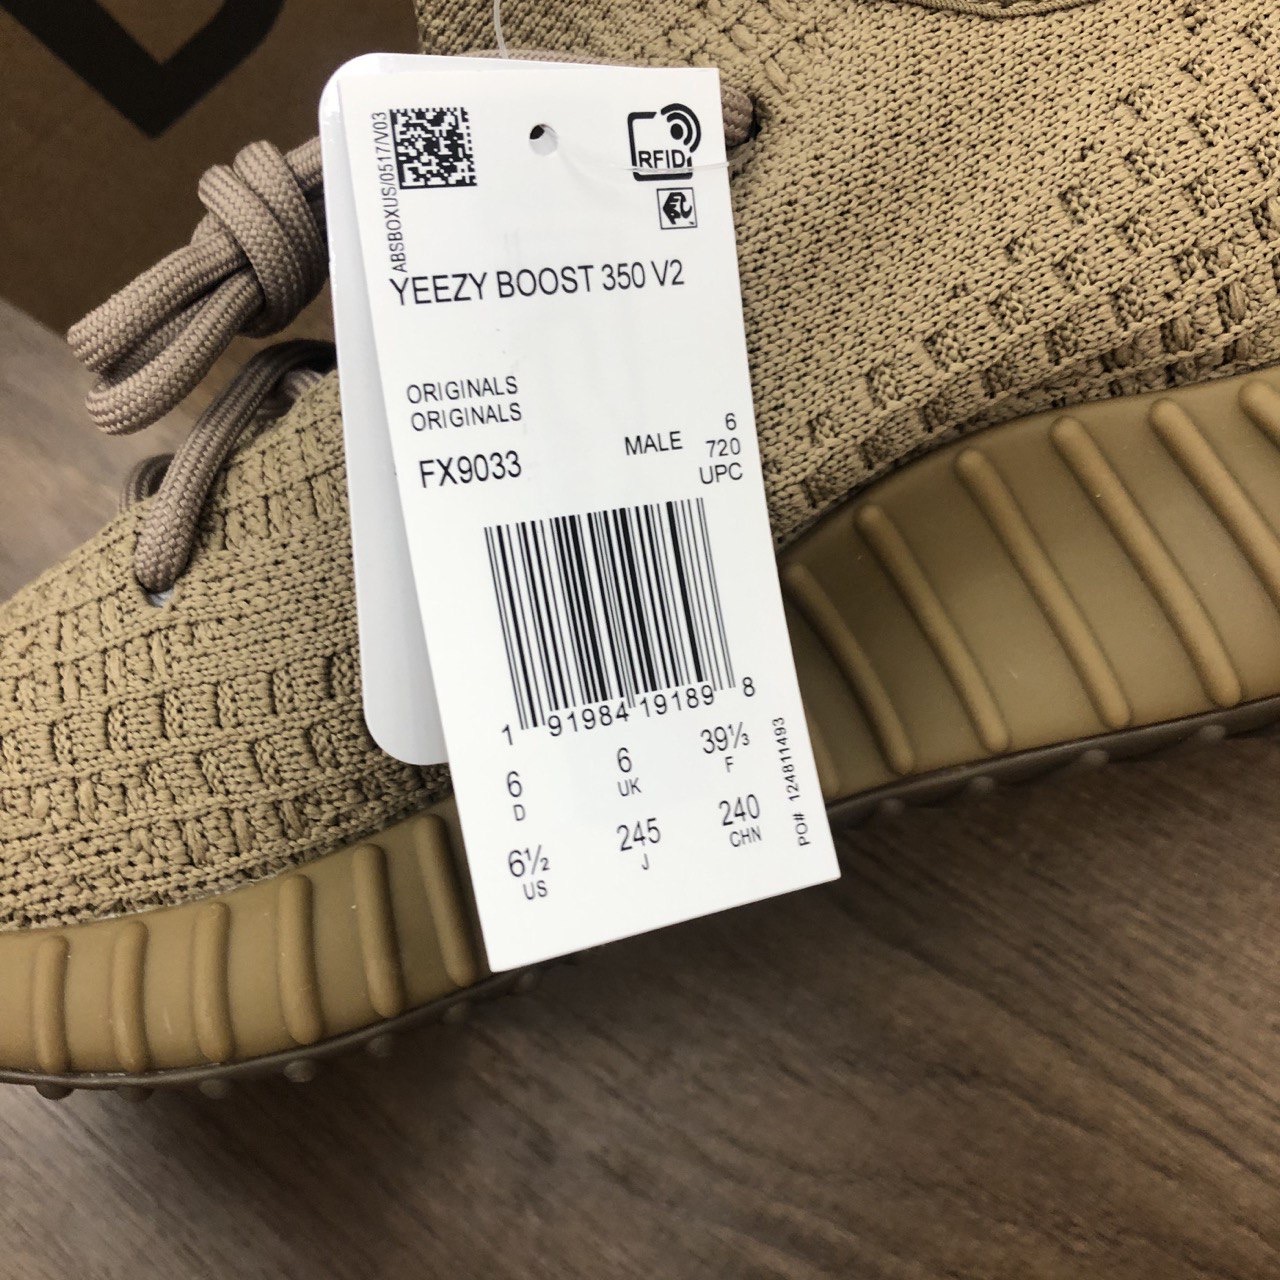 ABSBOXUS/0517/V03
RFID
YEEZY BOOST 350 V2
ORIGINALS
ORIGINALS
FX9033
MALE
6
720
UPC
1 91984 19189 8
6 6 39⅓
D UK F
6½ 245 240
US J CHN
PO# 124811493